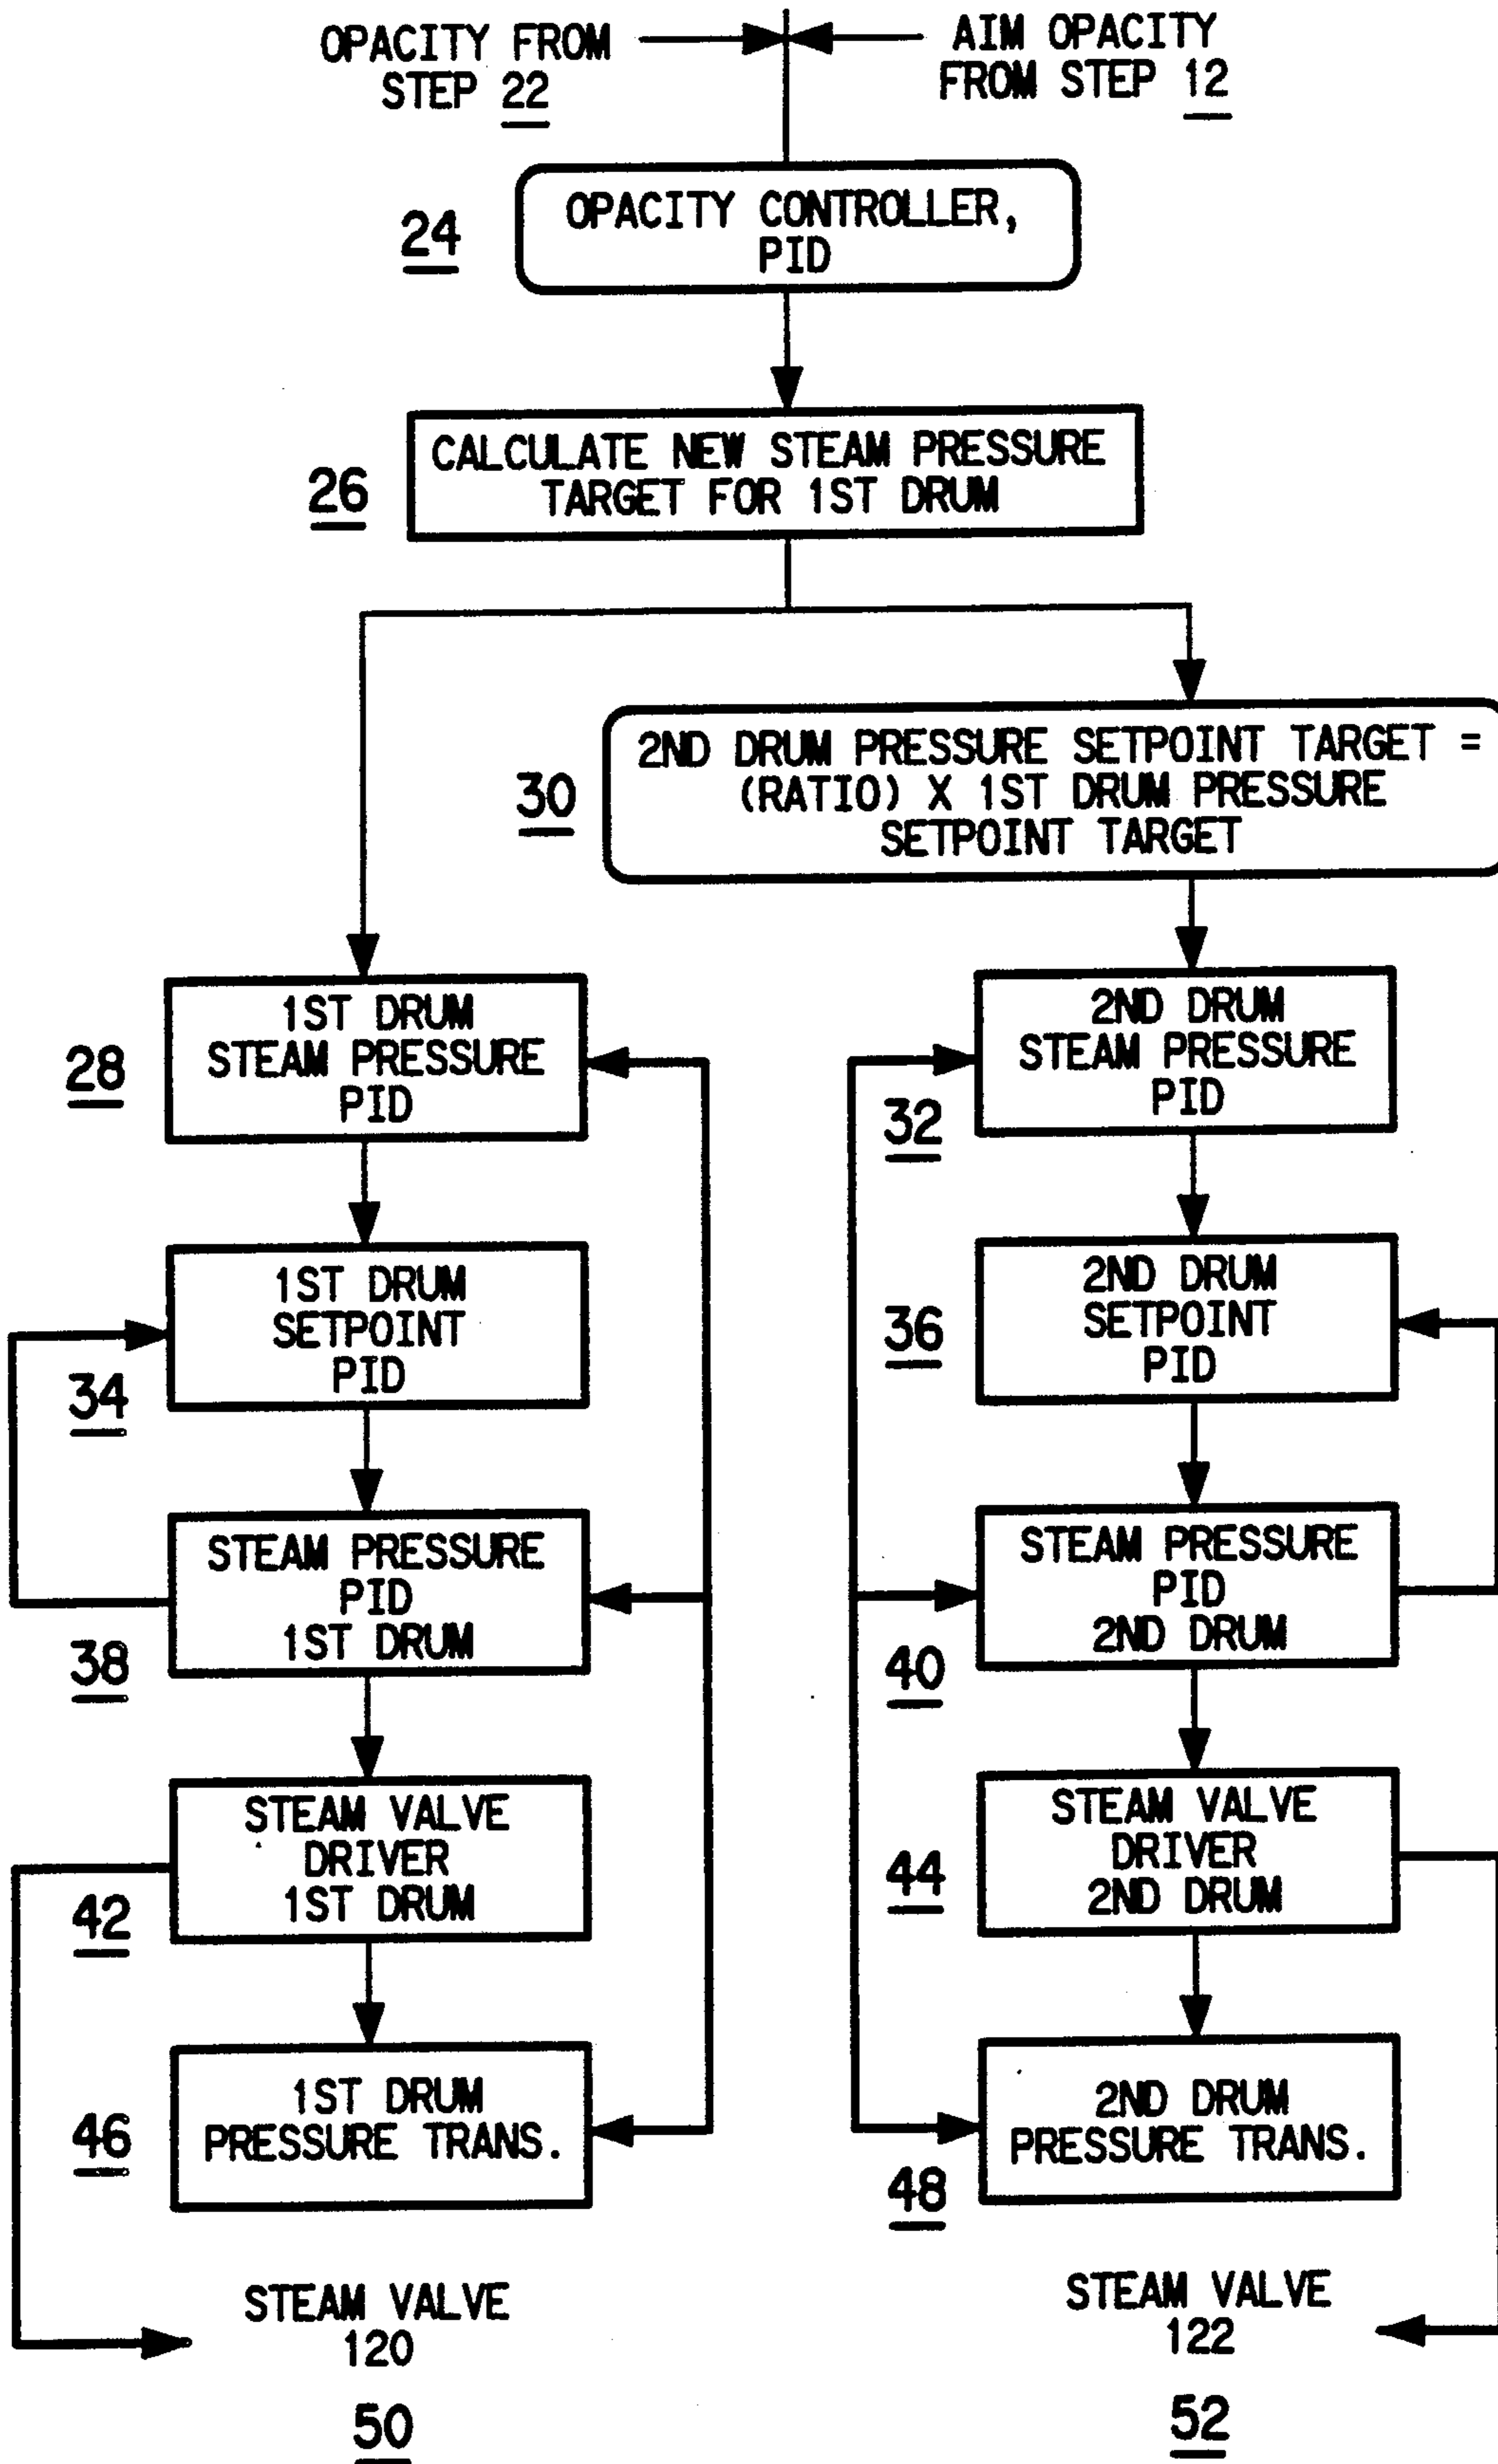 OPACITY FROM
STEP 22
AIM OPACITY
FROM STEP 12
24
OPACITY CONTROLLER,
PID
26
CALCULATE NEW STEAM PRESSURE
TARGET FOR 1ST DRUM
30
2ND DRUM PRESSURE SETPOINT TARGET =
(RATIO) X 1ST DRUM PRESSURE
SETPOINT TARGET
28
1ST DRUM
STEAM PRESSURE
PID
32
2ND DRUM
STEAM PRESSURE
PID
34
1ST DRUM
SETPOINT
PID
36
2ND DRUM
SETPOINT
PID
38
STEAM PRESSURE
PID
1ST DRUM
40
STEAM PRESSURE
PID
2ND DRUM
42
STEAM VALVE
DRIVER
1ST DRUM
44
STEAM VALVE
DRIVER
2ND DRUM
46
1ST DRUM
PRESSURE TRANS.
48
2ND DRUM
PRESSURE TRANS.
STEAM VALVE
120
50
STEAM VALVE
122
52